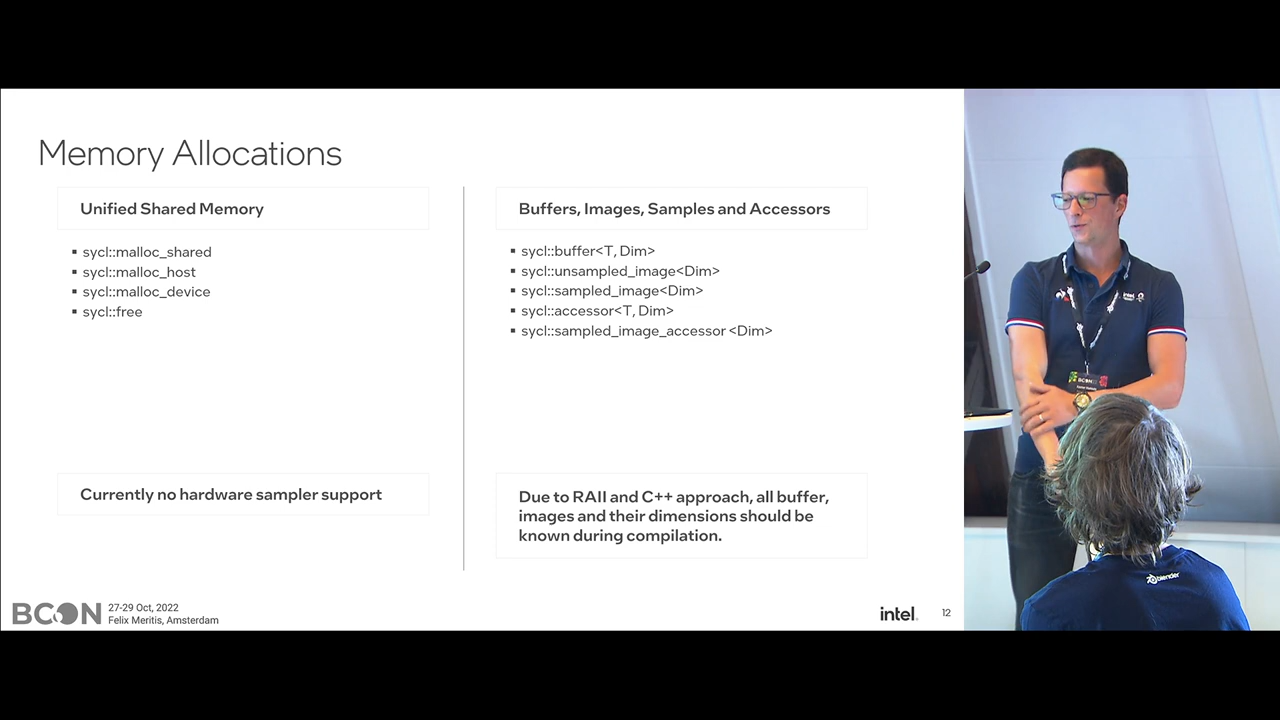 Memory Allocations
Unified Shared Memory
▪ sycl::malloc_shared
▪ sycl::malloc_host
▪ sycl::malloc_device
▪ sycl::free
Currently no hardware sampler support
Buffers, Images, Samples and Accessors
▪ sycl::buffer<T, Dim>
▪ sycl::unsampled_image<Dim>
▪ sycl::sampled_image<Dim>
▪ sycl::accessor<T, Dim>
▪ sycl::sampled_image_accessor <Dim>
Due to RAII and C++ approach, all buffer,
images and their dimensions should be
known during compilation.
BCON
27-29 Oct, 2022
Felix Meritis, Amsterdam
intel.
12
intel
BCON
blender